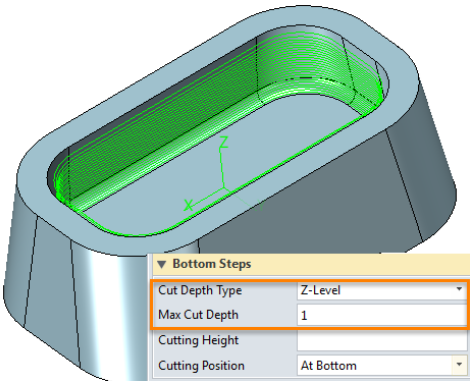 Z
X
Bottom Steps
Cut Depth Type Z-Level
Max Cut Depth 1
Cutting Height
Cutting Position At Bottom